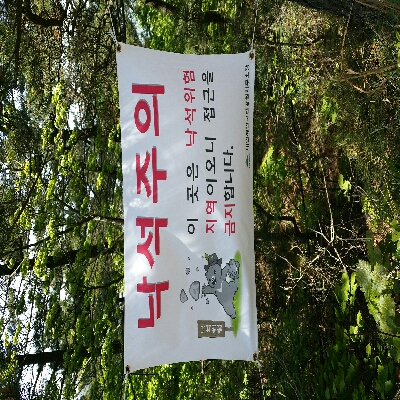 낙석주의
이 곳은 낙석위험
지역이오니 접근을
금지합니다.